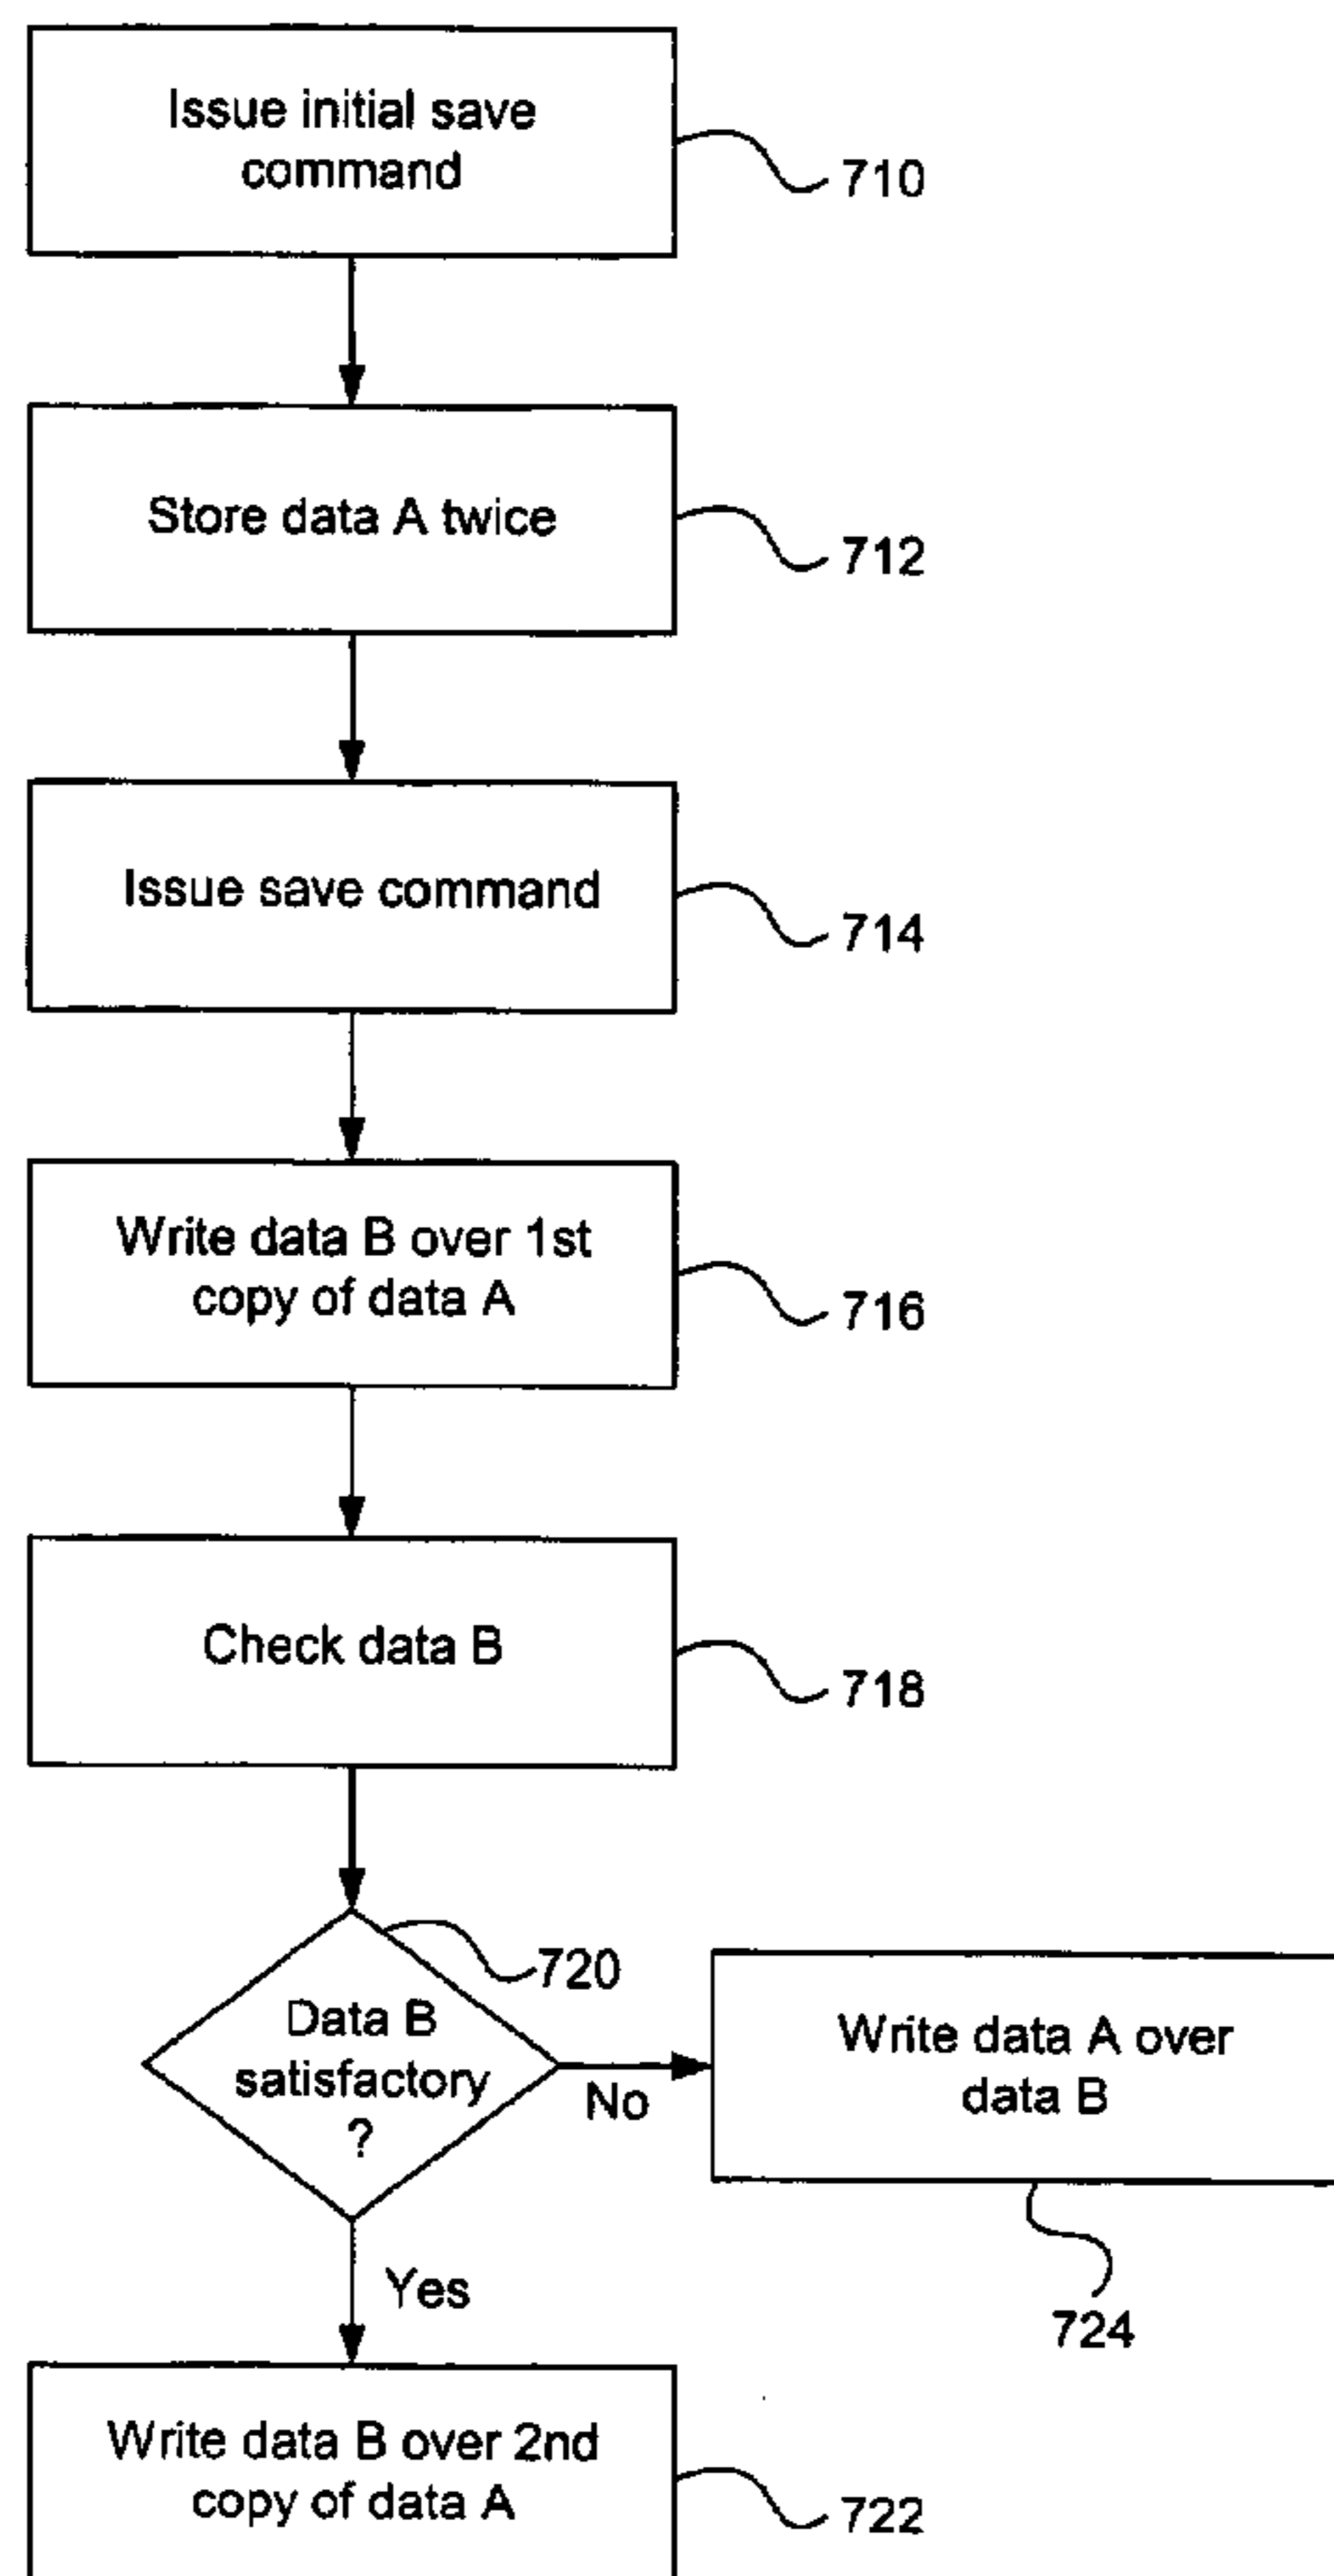 Issue initial save
command
710
Store data A twice
712
Issue save command
714
Write data B over 1st
copy of data A
716
Check data B
718
720
Data B
satisfactory
?
No
Write data A over
data B
724
Yes
Write data B over 2nd
copy of data A
722